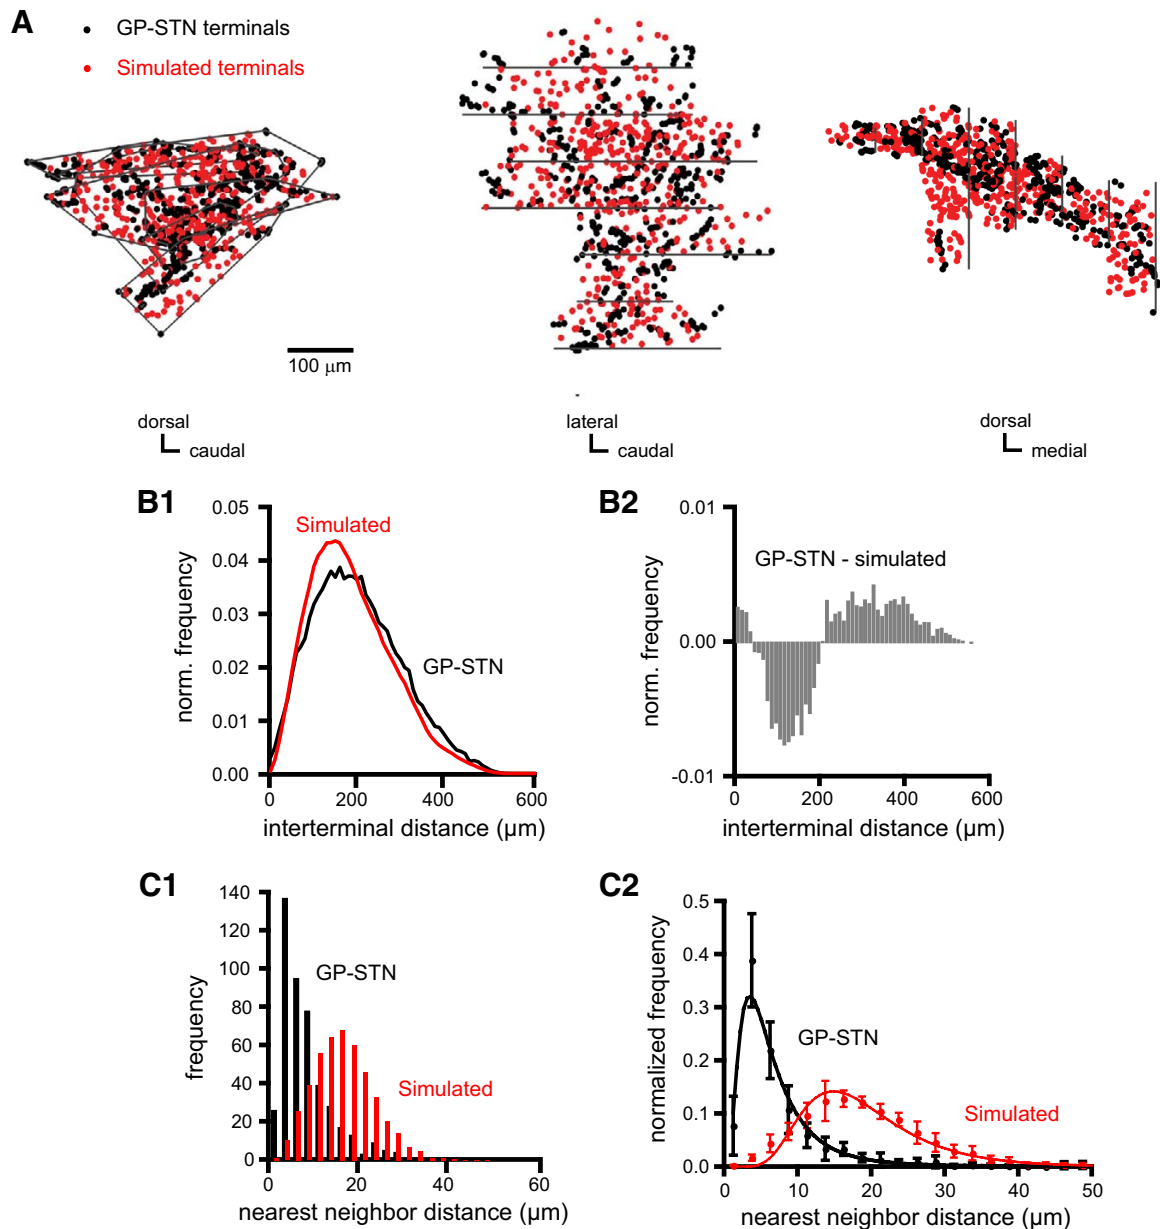 A
GP-STN terminals
Simulated terminals
100 µm
dorsal
caudal
lateral
caudal
dorsal
medial
B1
0.05
0.04
0.03
0.02
0.01
0.00
norm. frequency
Simulated
GP-STN
0 200 400 600
interterminal distance (µm)
B2
0.01
0.00
-0.01
norm. frequency
GP-STN - simulated
0 200 400 600
interterminal distance (µm)
C1
140
120
100
80
60
40
20
0
frequency
GP-STN
Simulated
0 20 40 60
nearest neighbor distance (µm)
C2
0.5
0.4
0.3
0.2
0.1
0.0
normalized frequency
GP-STN
Simulated
0 10 20 30 40 50
nearest neighbor distance (µm)